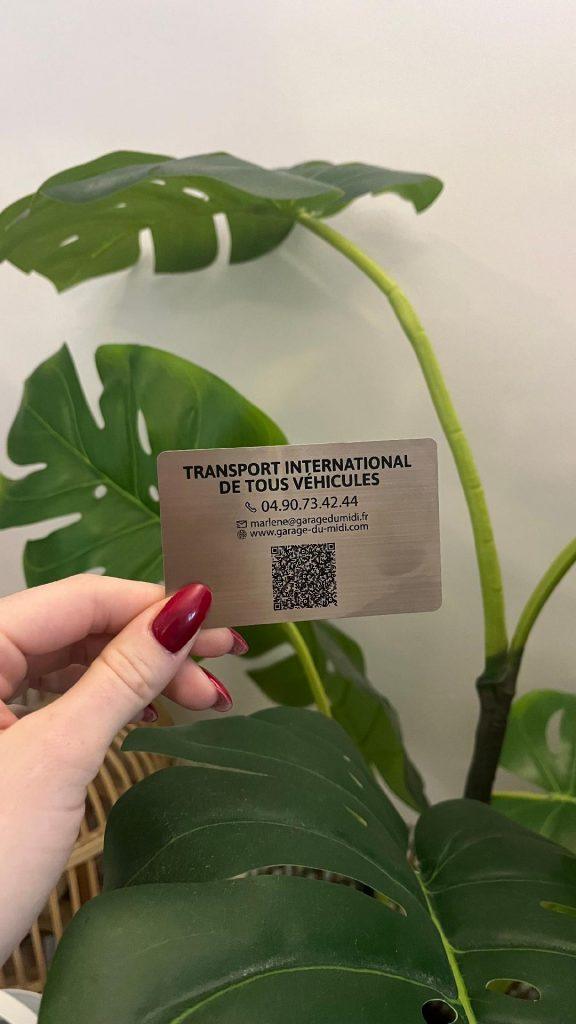 TRANSPORT INTERNATIONAL
DE TOUS VÉHICULES
04.90.73.42.44
marlene@garagedumidi.fr
www.garage-du-midi.com